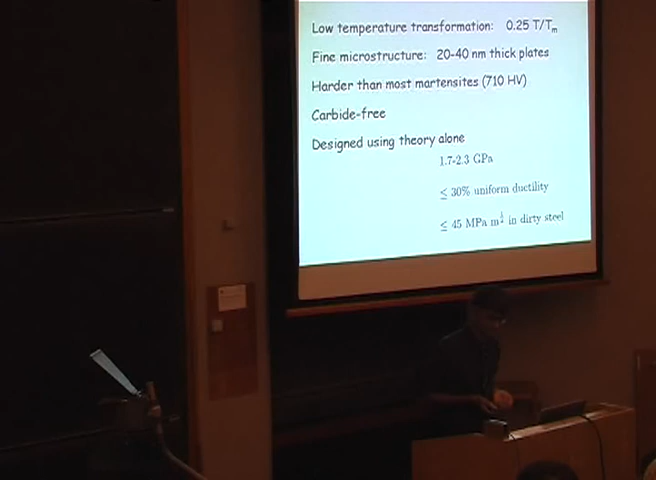 Low temperature transformation: 0.25 T/Tm
Fine microstructure: 20-40 nm thick plates
Harder than most martensites (710 HV)
Carbide-free
Designed using theory alone
1.7-2.3 GPa
≤ 30% uniform ductility
≤ 45 MPa m½ in dirty steel